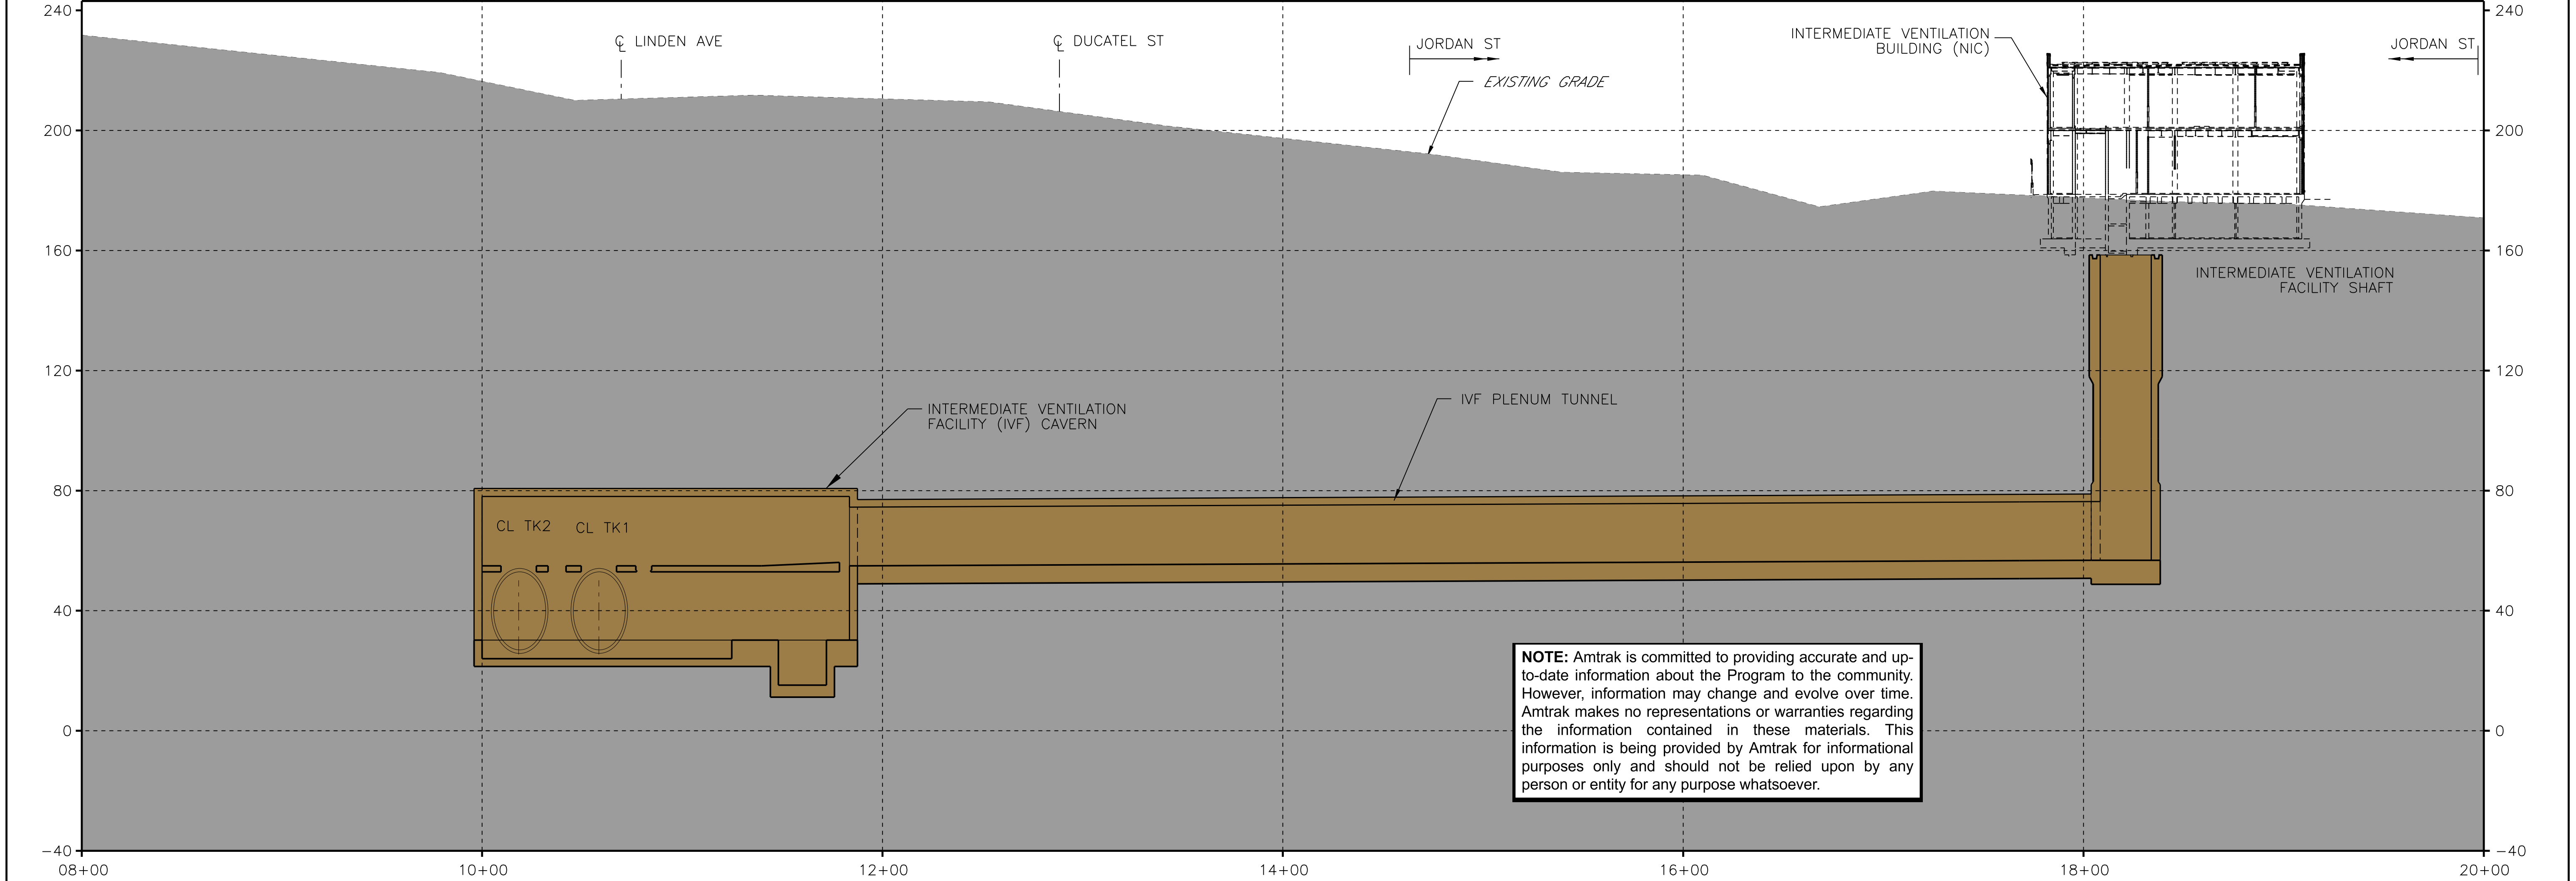 240
240
℄ LINDEN AVE
℄ DUCATEL ST
JORDAN ST
INTERMEDIATE VENTILATION
BUILDING (NIC)
JORDAN ST
EXISTING GRADE
200
200
160
160
INTERMEDIATE VENTILATION
FACILITY SHAFT
120
120
INTERMEDIATE VENTILATION
FACILITY (IVF) CAVERN
IVF PLENUM TUNNEL
80
80
CL TK2
CL TK1
40
40
NOTE: Amtrak is committed to providing accurate and up-
to-date information about the Program to the community.
However, information may change and evolve over time.
Amtrak makes no representations or warranties regarding
the information contained in these materials. This
information is being provided by Amtrak for informational
purposes only and should not be relied upon by any
person or entity for any purpose whatsoever.
0
0
-40
-40
08+00
10+00
12+00
14+00
16+00
18+00
20+00